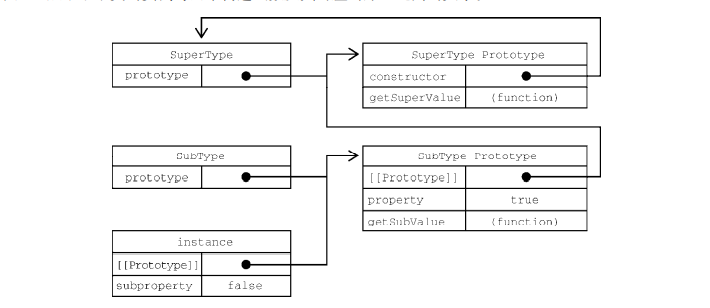 SuperType
prototype
SuperType Prototype
constructor
getSuperValue (function)
SubType
prototype
SubType Prototype
[[Prototype]]
property true
getSubValue (function)
instance
[[Prototype]]
subproperty false